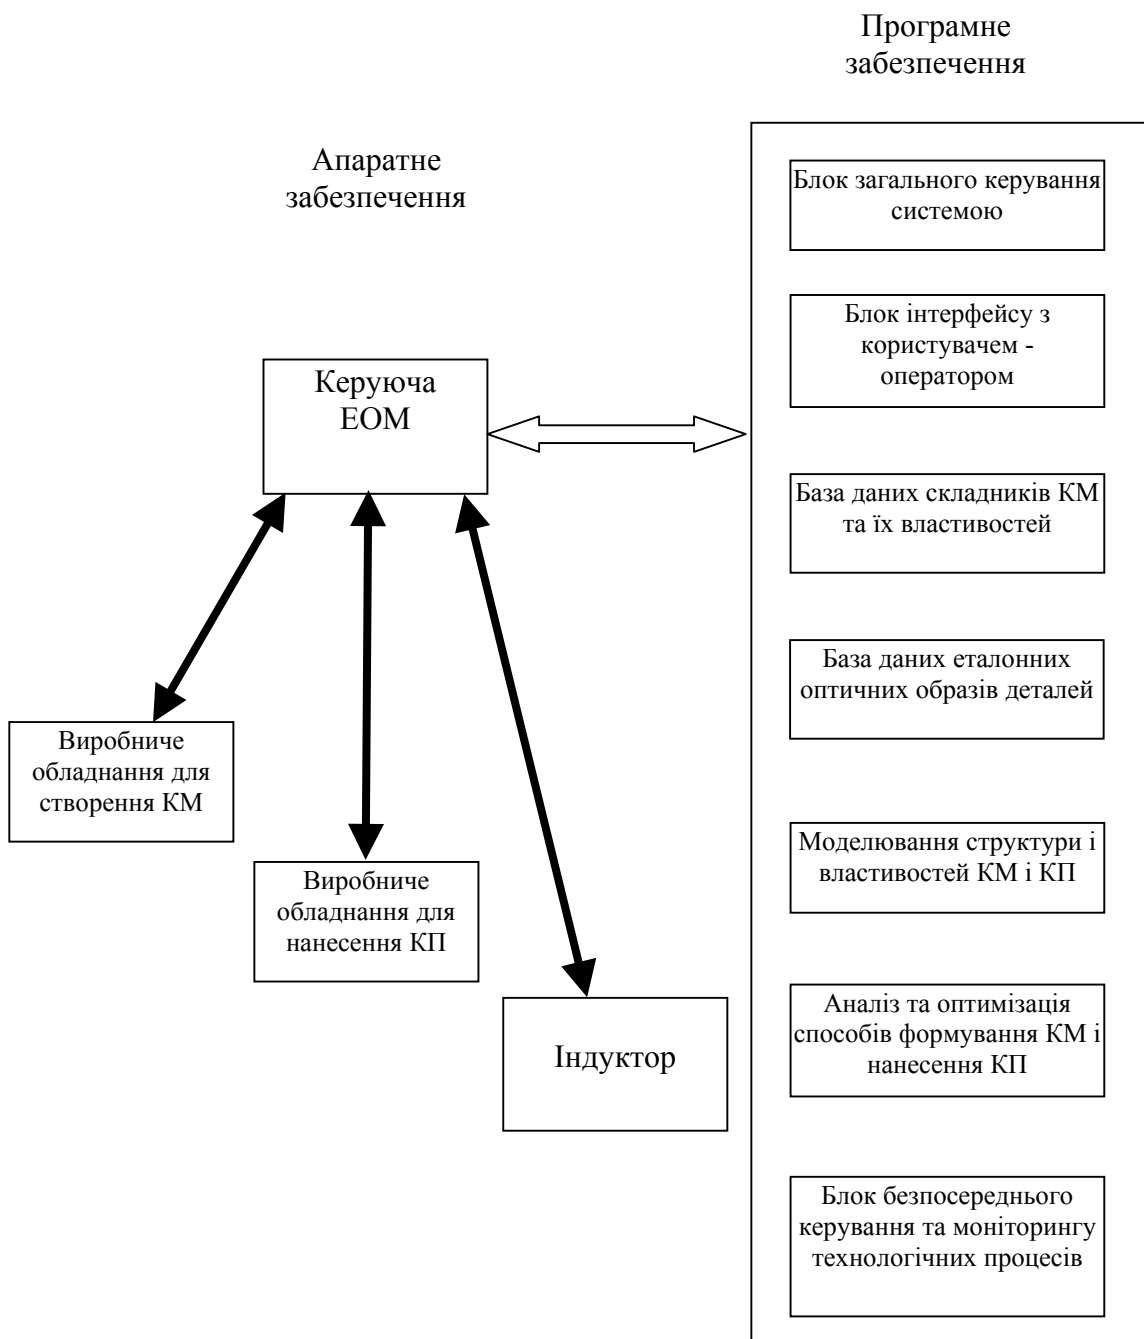 Програмне
забезпечення
Апаратне
забезпечення
Блок загального керування
системою
Блок інтерфейсу з
користувачем -
оператором
Керуюча
ЕОМ
База даних складників КМ
та їх властивостей
База даних еталонних
оптичних образів деталей
Виробниче
обладнання для
створення КМ
Моделювання структури і
властивостей КМ і КП
Виробниче
обладнання для
нанесення КП
Аналіз та оптимізація
способів формування КМ і
нанесення КП
Індуктор
Блок безпосереднього
керування та моніторингу
технологічних процесів